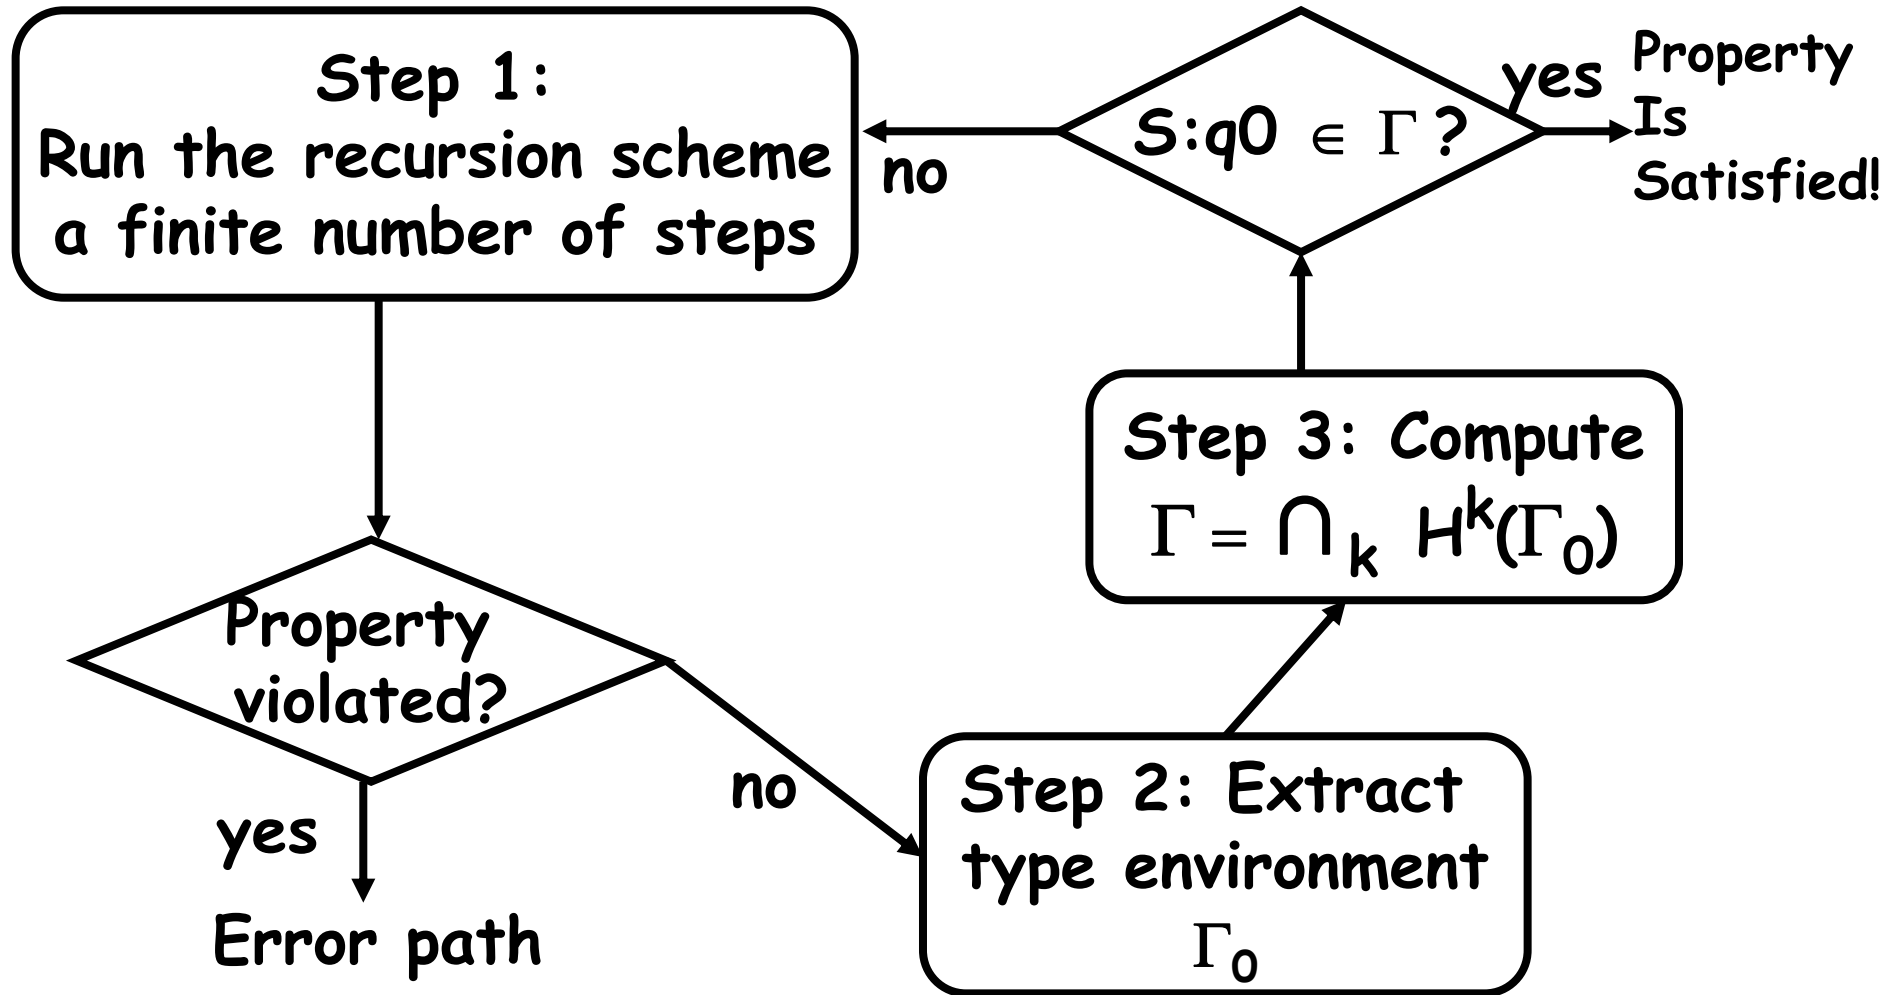 Step 1:
Run the recursion scheme
a finite number of steps
Property
violated?
yes
Error path
no
Step 2: Extract
type environment
Γ₀
Step 3: Compute
Γ = ∩ₖ Hᵏ(Γ₀)
S:q0 ∈ Γ ?
no
yes
Property
Is
Satisfied!